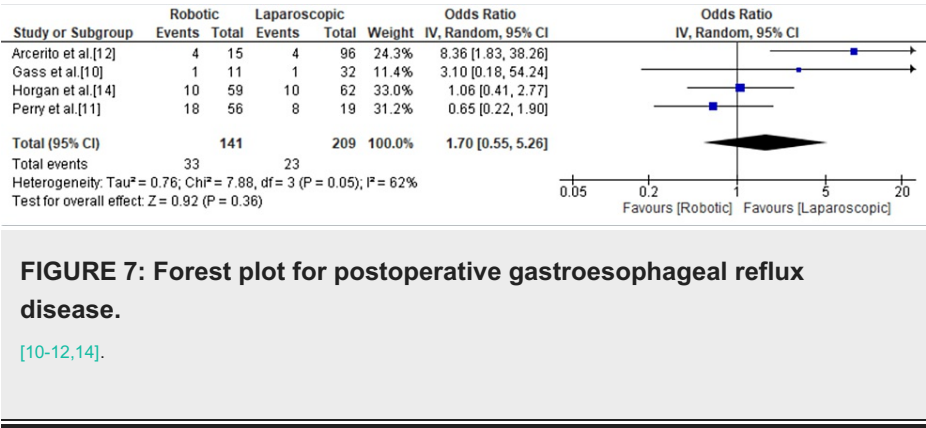 Robotic Laparoscopic Odds Ratio Odds Ratio
Study or Subgroup Events Total Events Total Weight IV, Random, 95% CI IV, Random, 95% CI
Arcerito et al.[12] 4 15 4 96 24.3% 8.36 [1.83, 38.26]
Gass et al.[10] 1 11 1 32 11.4% 3.10 [0.18, 54.24]
Horgan et al.[14] 10 59 10 62 33.0% 1.06 [0.41, 2.77]
Perry et al.[11] 18 56 8 19 31.2% 0.65 [0.22, 1.90]
Total (95% CI) 141 209 100.0% 1.70 [0.55, 5.26]
Total events 33 23
Heterogeneity: Tau² = 0.76; Chi² = 7.88, df = 3 (P = 0.05); I² = 62%
Test for overall effect: Z = 0.92 (P = 0.36)
0.05 0.2 1 5 20
Favours [Robotic] Favours [Laparoscopic]
FIGURE 7: Forest plot for postoperative gastroesophageal reflux
disease.
[10-12,14].